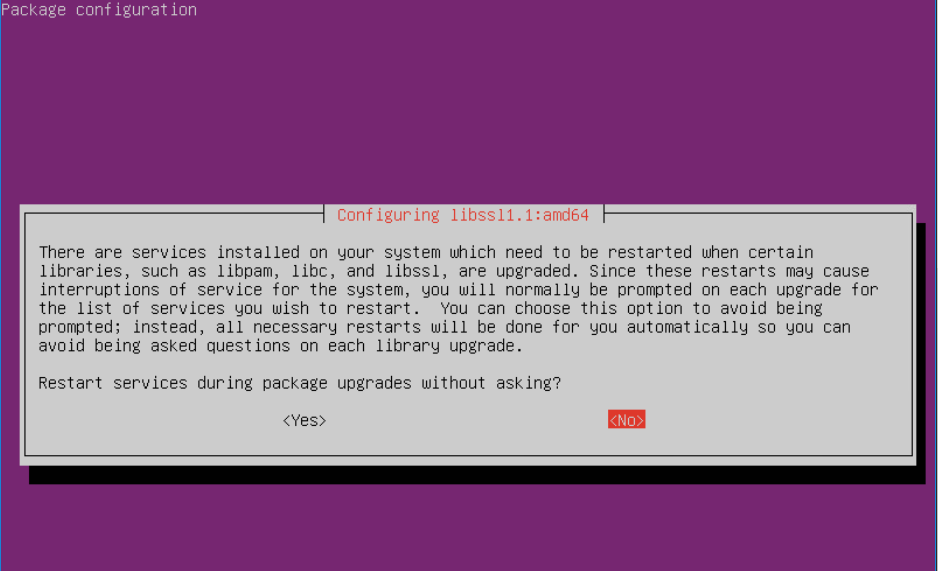 Package configuration
Configuring libssl1.1:amd64
There are services installed on your system which need to be restarted when certain
libraries, such as libpam, libc, and libssl, are upgraded. Since these restarts may cause
interruptions of service for the system, you will normally be prompted on each upgrade for
the list of services you wish to restart.  You can choose this option to avoid being
prompted; instead, all necessary restarts will be done for you automatically so you can
avoid being asked questions on each library upgrade.
Restart services during package upgrades without asking?
<Yes> <No>